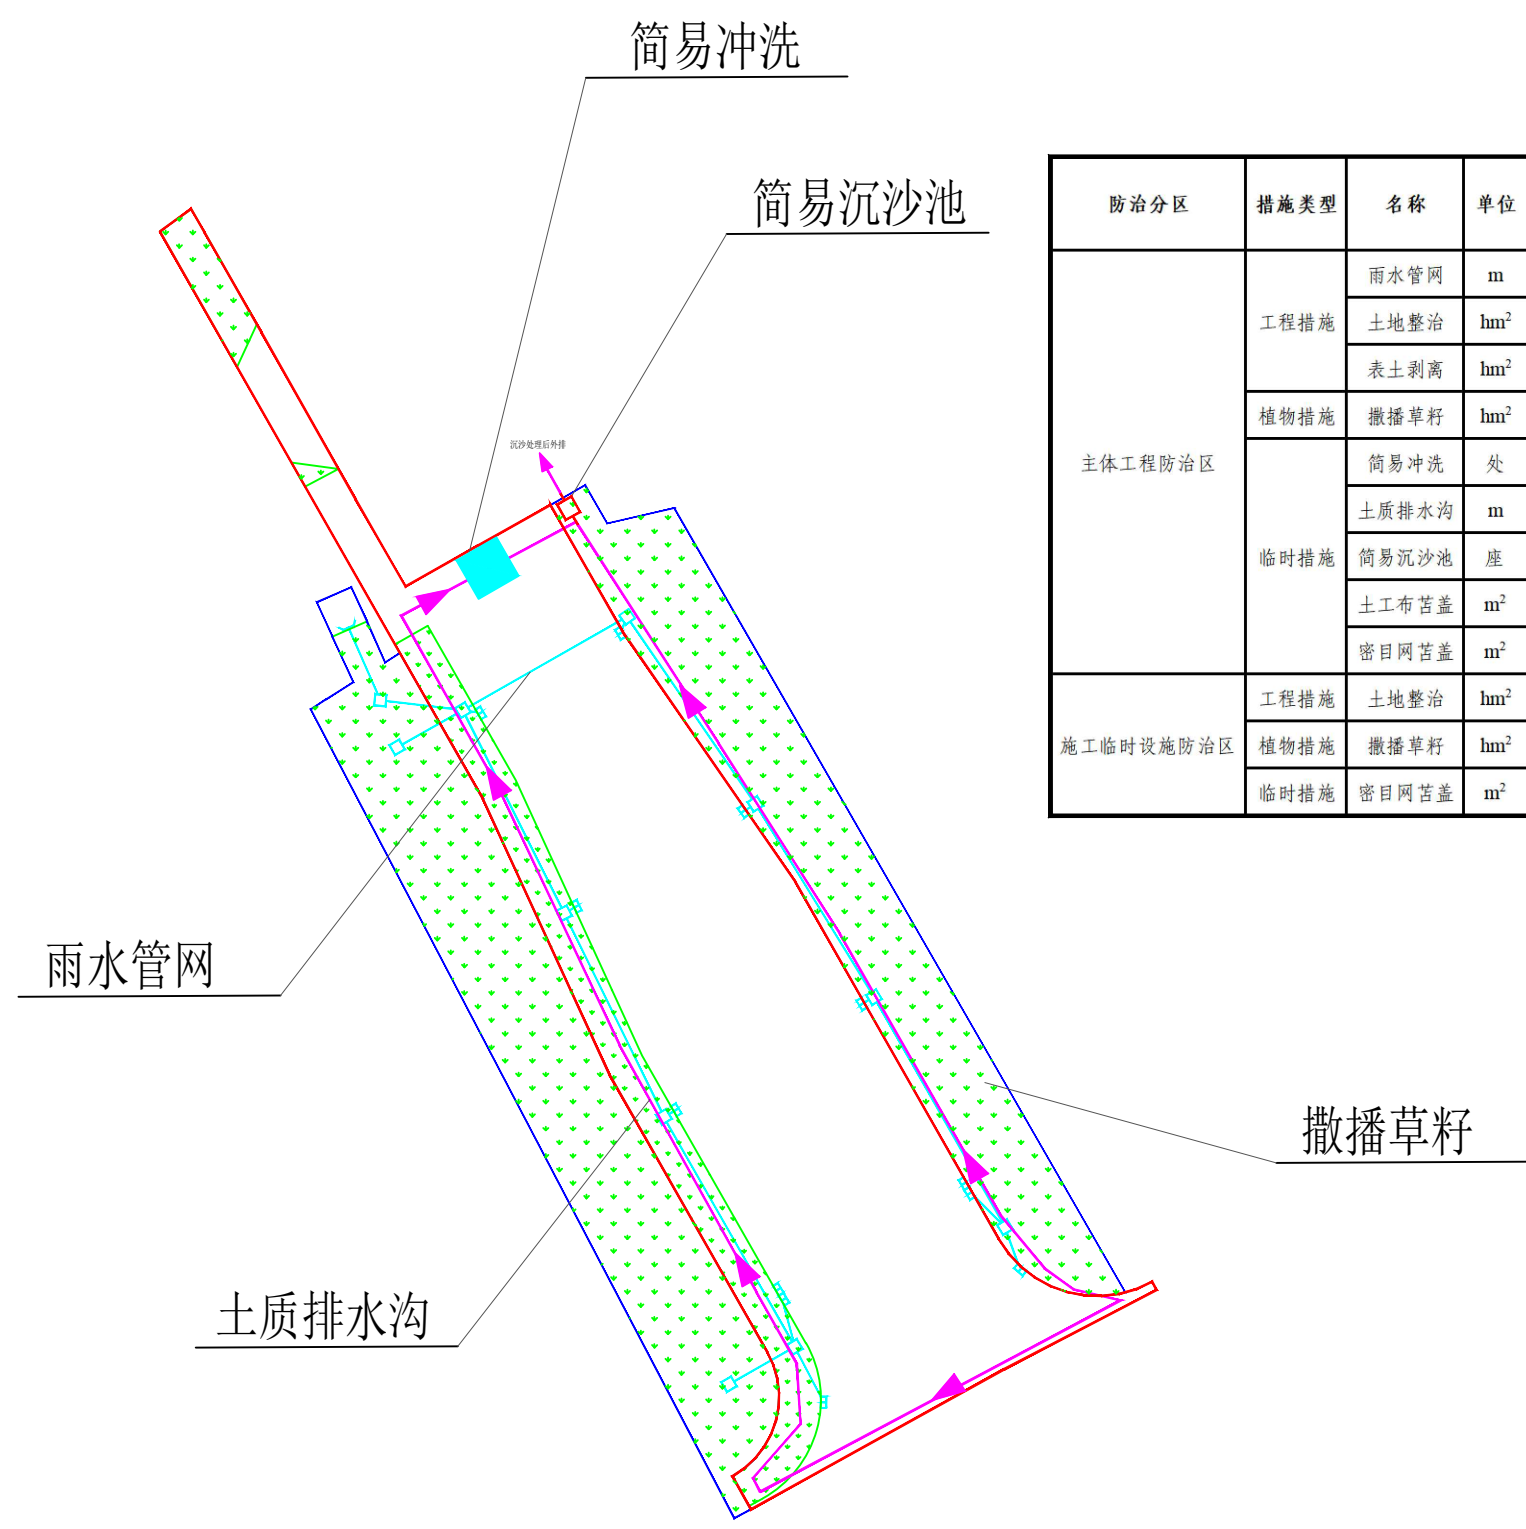 简易冲洗
简易沉沙池
防治分区 措施类型 名称 单位
主体工程防治区 工程措施 雨水管网 m
土地整治 hm²
表土剥离 hm²
植物措施 撒播草籽 hm²
临时措施 简易冲洗 处
土质排水沟 m
简易沉沙池 座
土工布苫盖 m²
密目网苫盖 m²
施工临时设施防治区 工程措施 土地整治 hm²
植物措施 撒播草籽 hm²
临时措施 密目网苫盖 m²
沉沙处理后外排
雨水管网
撒播草籽
土质排水沟